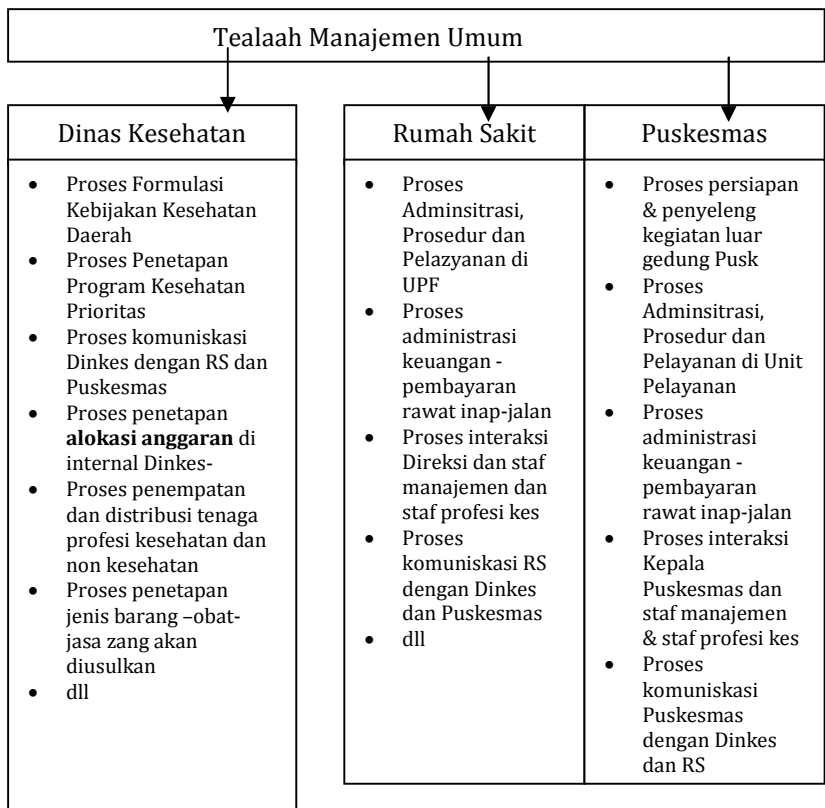 Tealaah Manajemen Umum
Dinas Kesehatan
• Proses Formulasi
Kebijakan Kesehatan
Daerah
• Proses Penetapan
Program Kesehatan
Prioritas
• Proses komuniskasi
Dinkes dengan RS dan
Puskesmas
• Proses penetapan
alokasi anggaran di
internal Dinkes-
• Proses penempatan
dan distribusi tenaga
profesi kesehatan dan
non kesehatan
• Proses penetapan
jenis barang –obat-
jasa zang akan
diusulkan
• dll
Rumah Sakit
• Proses
Adminsitrasi,
Prosedur dan
Pelazyanan di
UPF
• Proses
administrasi
keuangan -
pembayaran
rawat inap-jalan
• Proses interaksi
Direksi dan staf
manajemen dan
staf profesi kes
• Proses
komuniskasi RS
dengan Dinkes
dan Puskesmas
• dll
Puskesmas
• Proses persiapan
& penyeleng
kegiatan luar
gedung Pusk
• Proses
Adminsitrasi,
Prosedur dan
Pelayanan di Unit
Pelayanan
• Proses
administrasi
keuangan -
pembayaran
rawat inap-jalan
• Proses interaksi
Kepala
Puskesmas dan
staf manajemen
& staf profesi kes
• Proses
komuniskasi
Puskesmas
dengan Dinkes
dan RS